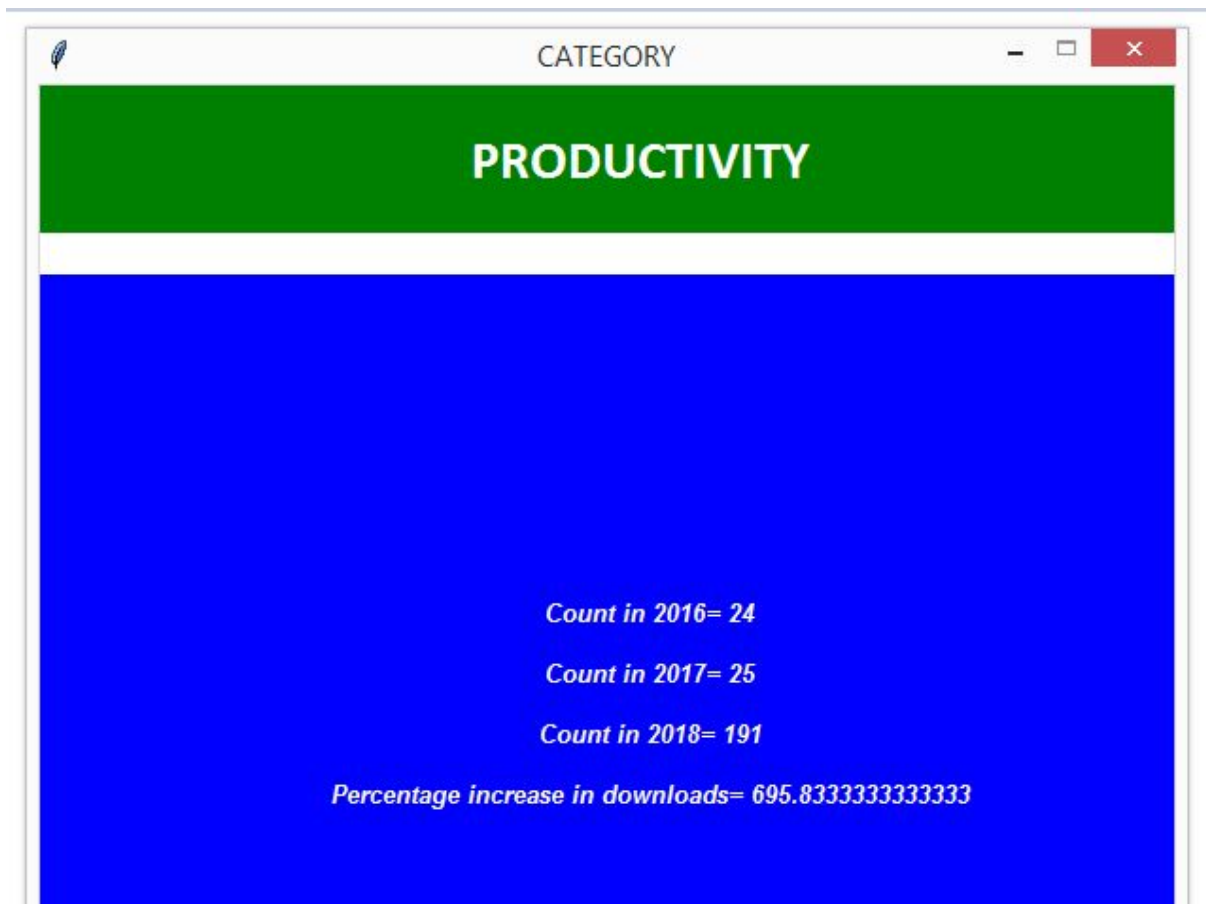 CATEGORY
PRODUCTIVITY
Count in 2016= 24
Count in 2017= 25
Count in 2018= 191
Percentage increase in downloads= 695.8333333333333